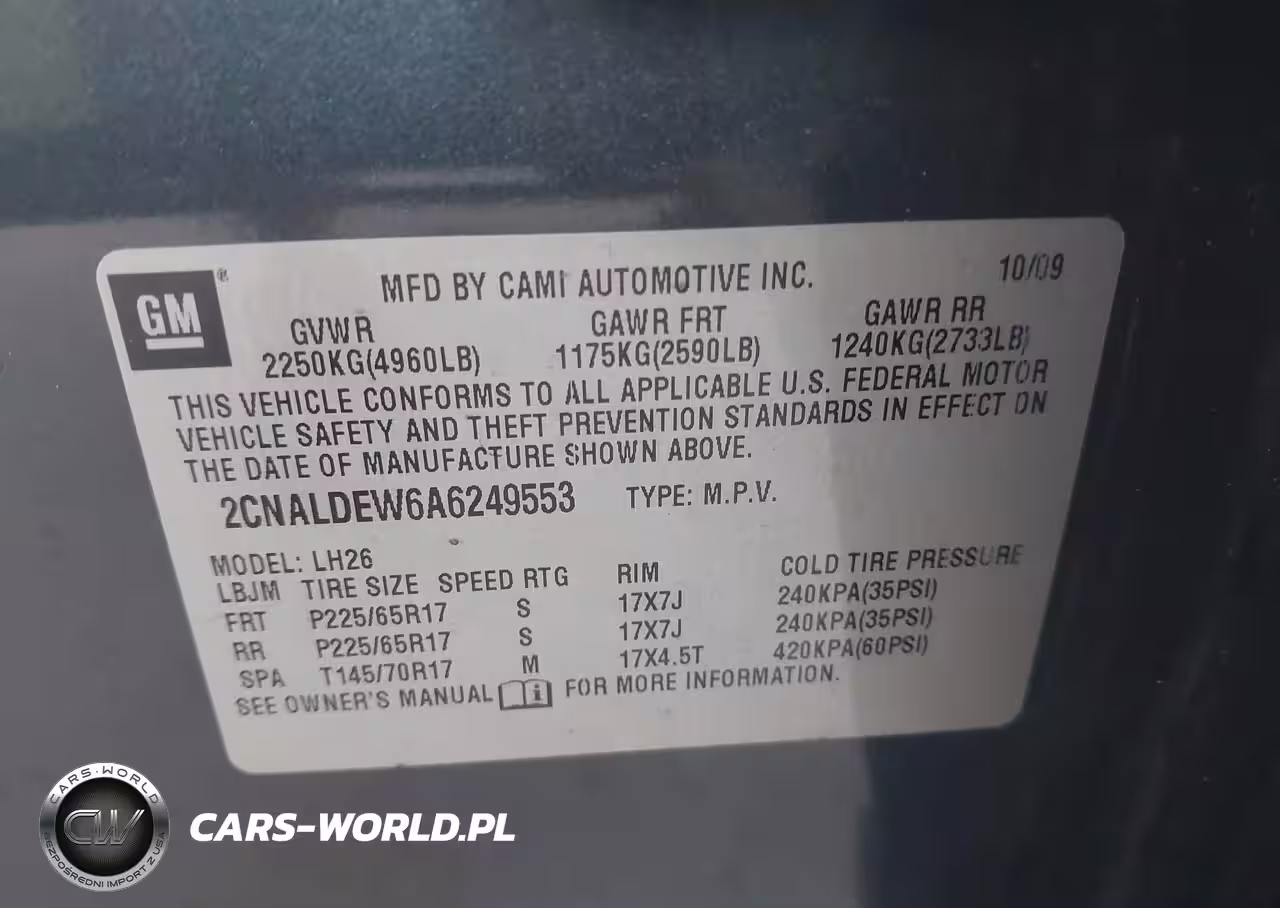 GM ®
MFD BY CAMI AUTOMOTIVE INC. 10/09
GVWR GAWR FRT GAWR RR
2250KG(4960LB) 1175KG(2590LB) 1240KG(2733LB)
THIS VEHICLE CONFORMS TO ALL APPLICABLE U.S. FEDERAL MOTOR
VEHICLE SAFETY AND THEFT PREVENTION STANDARDS IN EFFECT ON
THE DATE OF MANUFACTURE SHOWN ABOVE.
2CNALDEW6A6249553 TYPE: M.P.V.
MODEL: LH26
LBJM TIRE SIZE SPEED RTG RIM COLD TIRE PRESSURE
FRT P225/65R17 S 17X7J 240KPA(35PSI)
RR P225/65R17 S 17X7J 240KPA(35PSI)
SPA T145/70R17 M 17X4.5T 420KPA(60PSI)
SEE OWNER'S MANUAL FOR MORE INFORMATION.
CARS-WORLD
CW
BEZPOŚREDNI IMPORT Z USA
CARS-WORLD.PL